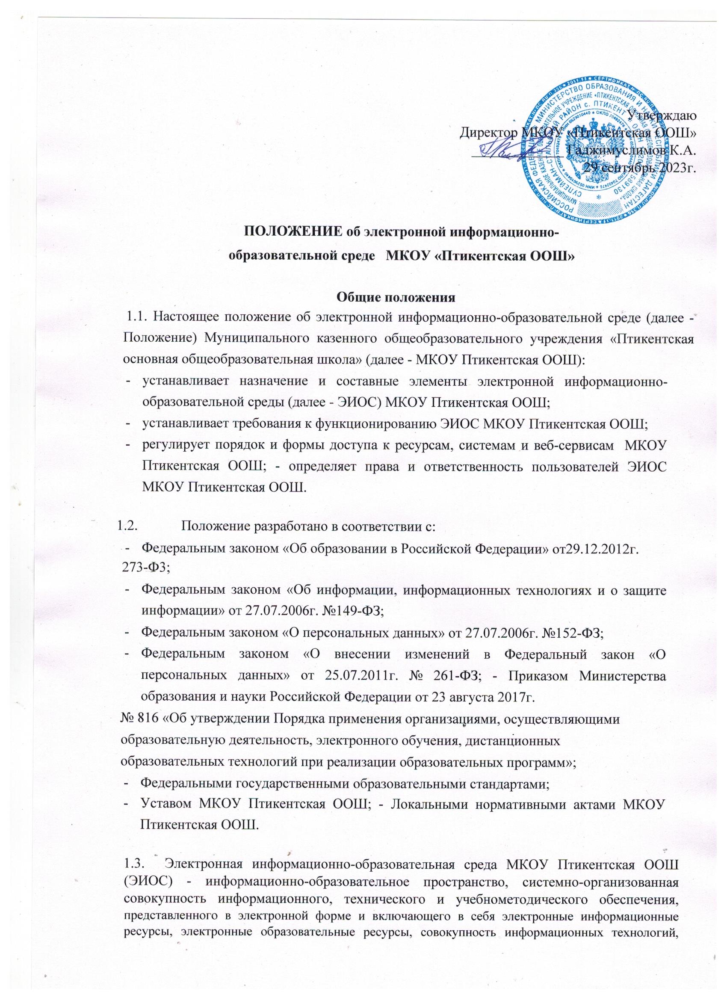 Утверждаю
Директор МКОУ «Птикентская ООШ»
Гаджимуслимов К.А.
29 сентябрь 2023г.
ПОЛОЖЕНИЕ об электронной информационно-
образовательной среде МКОУ «Птикентская ООШ»
Общие положения
1.1. Настоящее положение об электронной информационно-образовательной среде (далее -
Положение) Муниципального казенного общеобразовательного учреждения «Птикентская
основная общеобразовательная школа» (далее - МКОУ Птикентская ООШ):
- устанавливает назначение и составные элементы электронной информационно-
образовательной среды (далее - ЭИОС) МКОУ Птикентская ООШ;
- устанавливает требования к функционированию ЭИОС МКОУ Птикентская ООШ;
- регулирует порядок и формы доступа к ресурсам, системам и веб-сервисам МКОУ
Птикентская ООШ; - определяет права и ответственность пользователей ЭИОС
МКОУ Птикентская ООШ.
1.2. Положение разработано в соответствии с:
- Федеральным законом «Об образовании в Российской Федерации» от29.12.2012г.
273-ФЗ;
- Федеральным законом «Об информации, информационных технологиях и о защите
информации» от 27.07.2006г. №149-ФЗ;
- Федеральным законом «О персональных данных» от 27.07.2006г. №152-ФЗ;
- Федеральным законом «О внесении изменений в Федеральный закон «О
персональных данных» от 25.07.2011г. № 261-ФЗ; - Приказом Министерства
образования и науки Российской Федерации от 23 августа 2017г.
№ 816 «Об утверждении Порядка применения организациями, осуществляющими
образовательную деятельность, электронного обучения, дистанционных
образовательных технологий при реализации образовательных программ»;
- Федеральными государственными образовательными стандартами;
- Уставом МКОУ Птикентская ООШ; - Локальными нормативными актами МКОУ
Птикентская ООШ.
1.3. Электронная информационно-образовательная среда МКОУ Птикентская ООШ
(ЭИОС) - информационно-образовательное пространство, системно-организованная
совокупность информационного, технического и учебнометодического обеспечения,
представленного в электронной форме и включающего в себя электронные информационные
ресурсы, электронные образовательные ресурсы, совокупность информационных технологий,